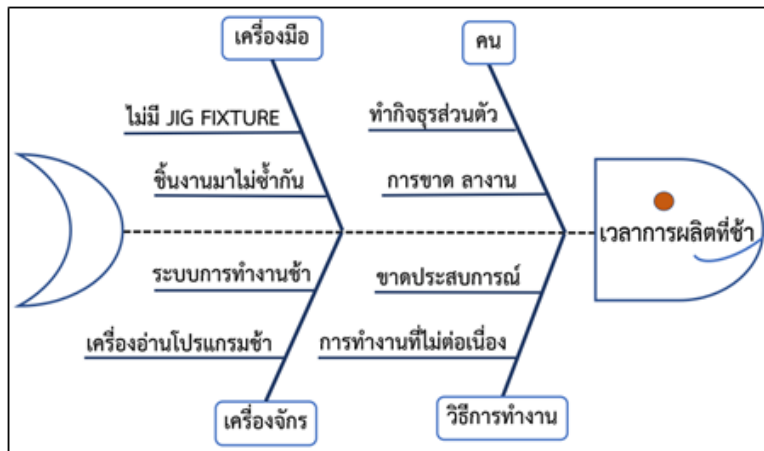 เครื่องมือ
คน
ไม่มี JIG FIXTURE
ทำกิจธุรส่วนตัว
ชิ้นงานมาไม่ซ้ำกัน
การขาด ลางาน
เวลาการผลิตที่ช้า
ระบบการทำงานช้า
ขาดประสบการณ์
เครื่องอ่านโปรแกรมช้า
การทำงานที่ไม่ต่อเนื่อง
เครื่องจักร
วิธีการทำงาน